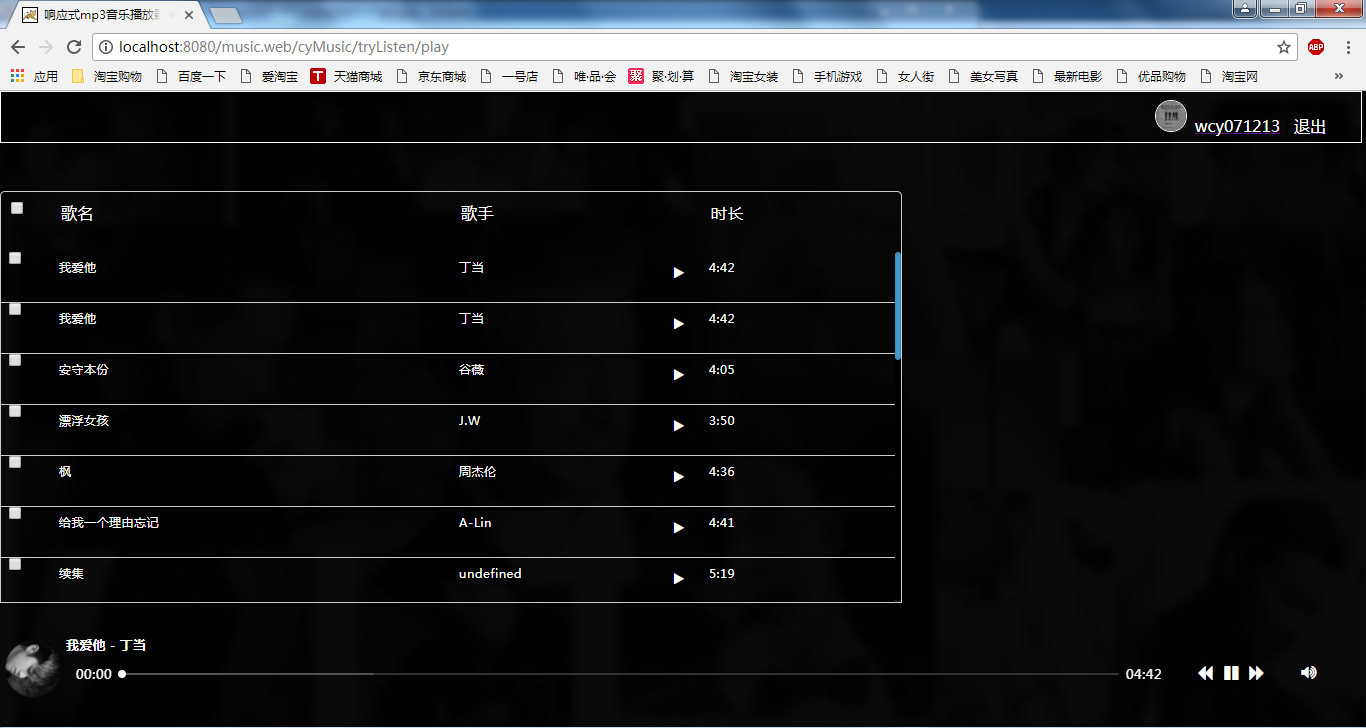 响应式mp3音乐播放器
localhost:8080/music.web/cyMusic/tryListen/play
ABP
应用 淘宝购物 百度一下 爱淘宝 T 天猫商城 京东商城 一号店 唯·品·会 聚 聚·划·算 淘宝女装 手机游戏 女人街 美女写真 最新电影 优品购物 淘宝网 »
wcy071213 退出
歌名 歌手 时长
我爱他 丁当 4:42
我爱他 丁当 4:42
安守本份 谷薇 4:05
漂浮女孩 J.W 3:50
枫 周杰伦 4:36
给我一个理由忘记 A-Lin 4:41
续集 undefined 5:19
我爱他 - 丁当
00:00 04:42